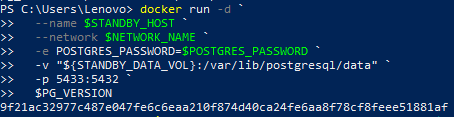 PS C:\Users\Lenovo> docker run -d `
>>   --name $STANDBY_HOST `
>>   --network $NETWORK_NAME `
>>   -e POSTGRES_PASSWORD=$POSTGRES_PASSWORD `
>>   -v "${STANDBY_DATA_VOL}:/var/lib/postgresql/data" `
>>   -p 5433:5432 `
>>   $PG_VERSION
9f21ac32977c487e047fe6c6eaa210f874d40ca24fe6aa8f78cf8feee51881af